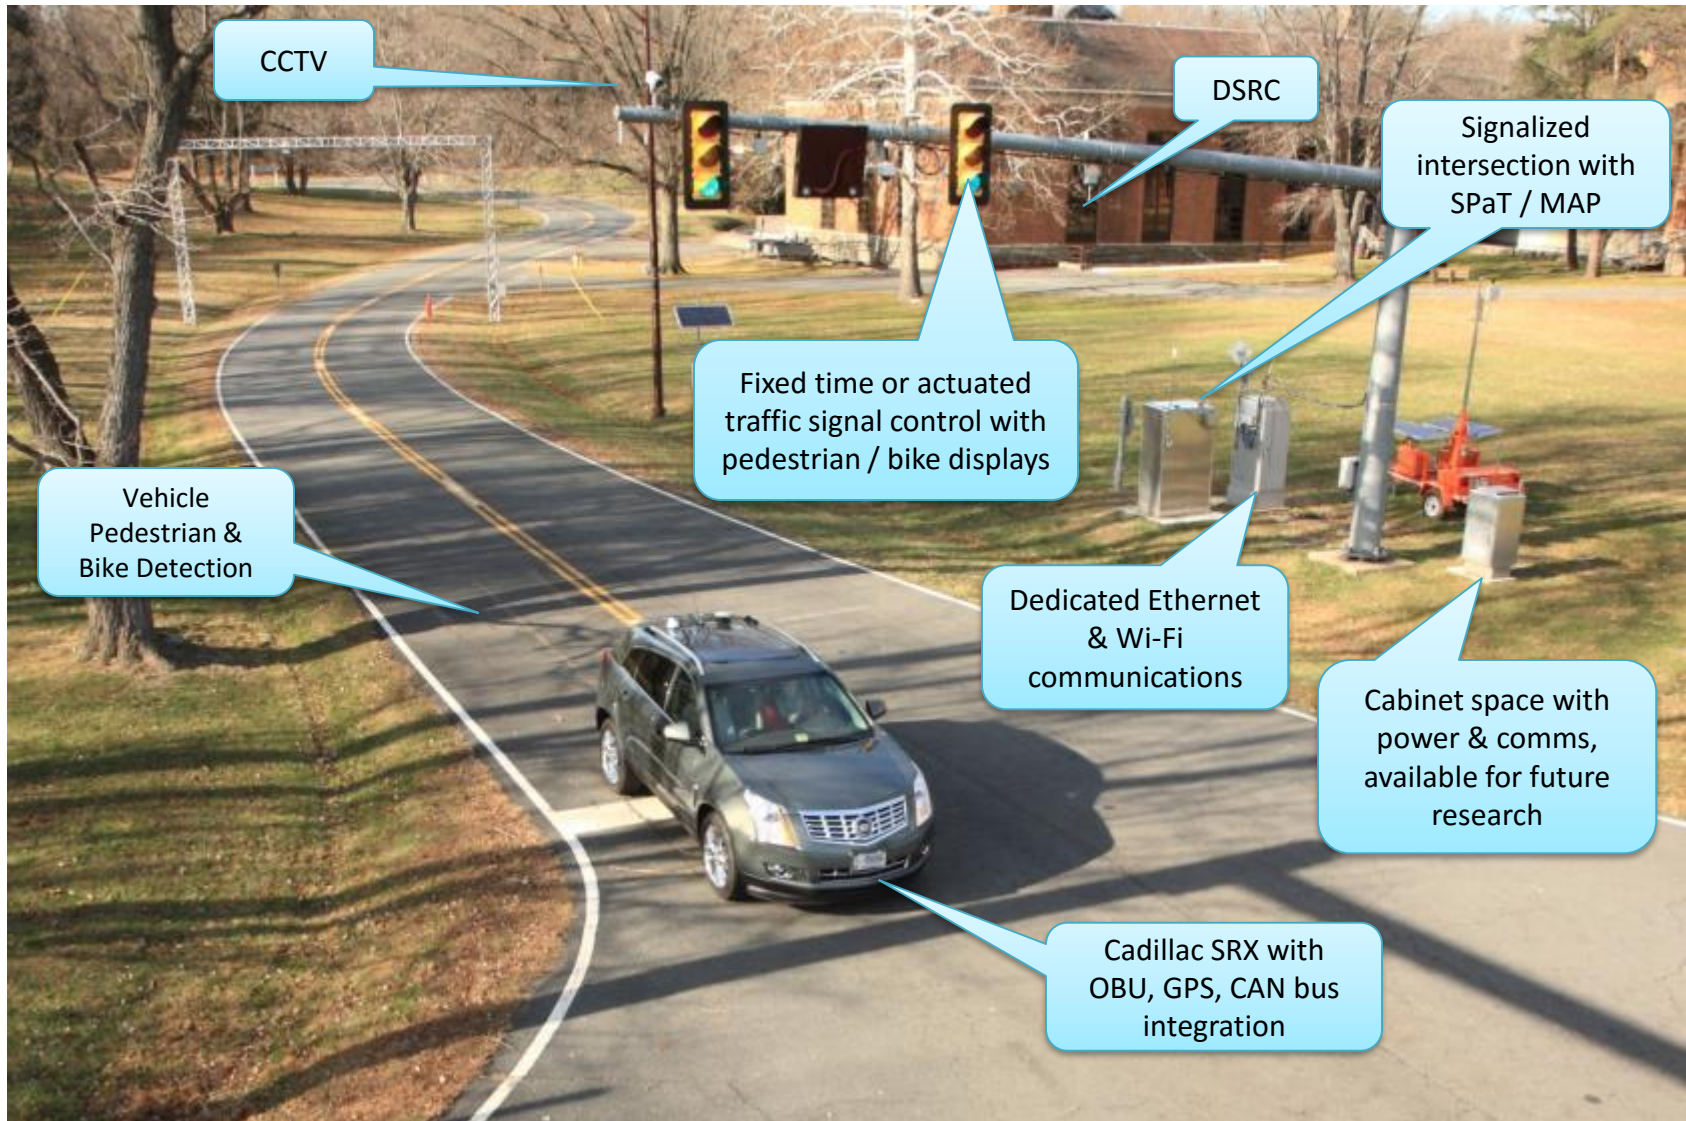 CCTV
DSRC
Signalized
intersection with
SPaT / MAP
Fixed time or actuated
traffic signal control with
pedestrian / bike displays
Vehicle
Pedestrian &
Bike Detection
Dedicated Ethernet
& Wi-Fi
communications
Cabinet space with
power & comms,
available for future
research
Cadillac SRX with
OBU, GPS, CAN bus
integration